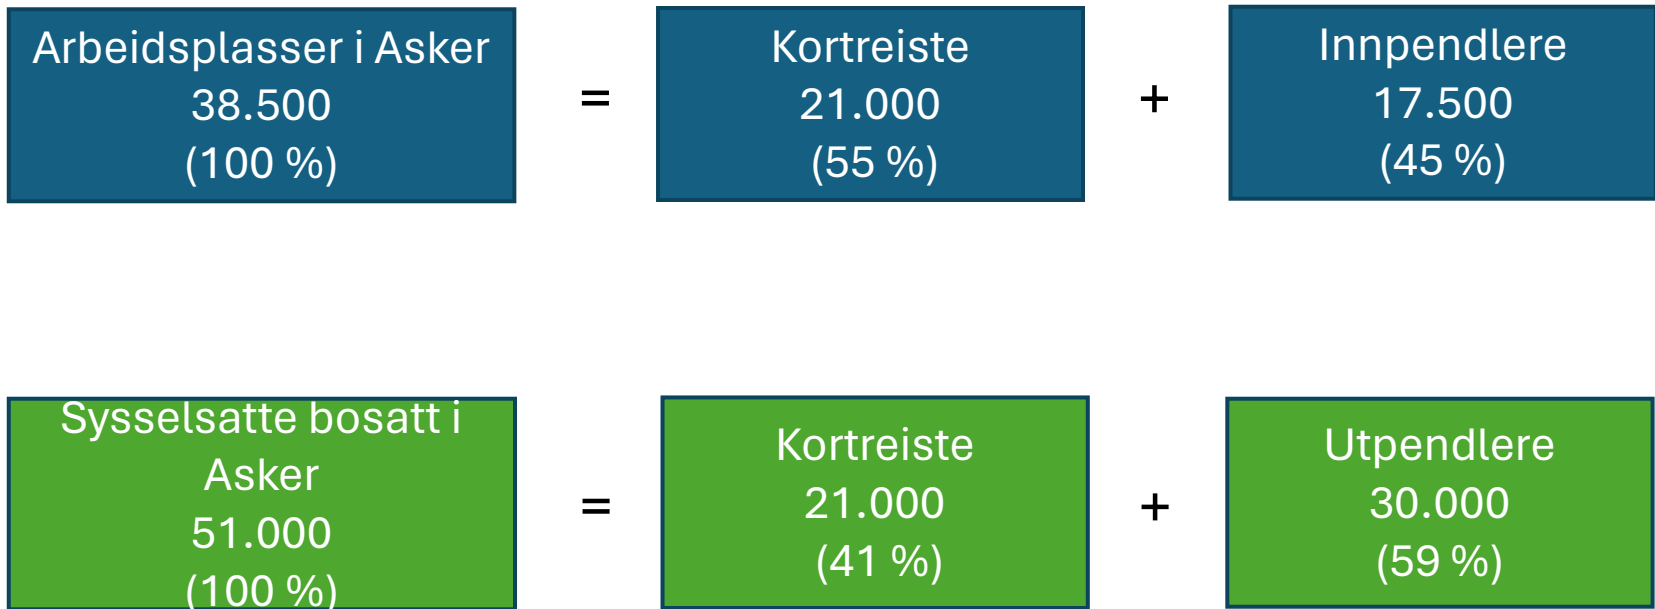 Arbeidsplasser i Asker
38.500
(100 %)
=
Kortreiste
21.000
(55 %)
+
Innpendlere
17.500
(45 %)
Sysselsatte bosatt i
Asker
51.000
(100 %)
=
Kortreiste
21.000
(41 %)
+
Utpendlere
30.000
(59 %)